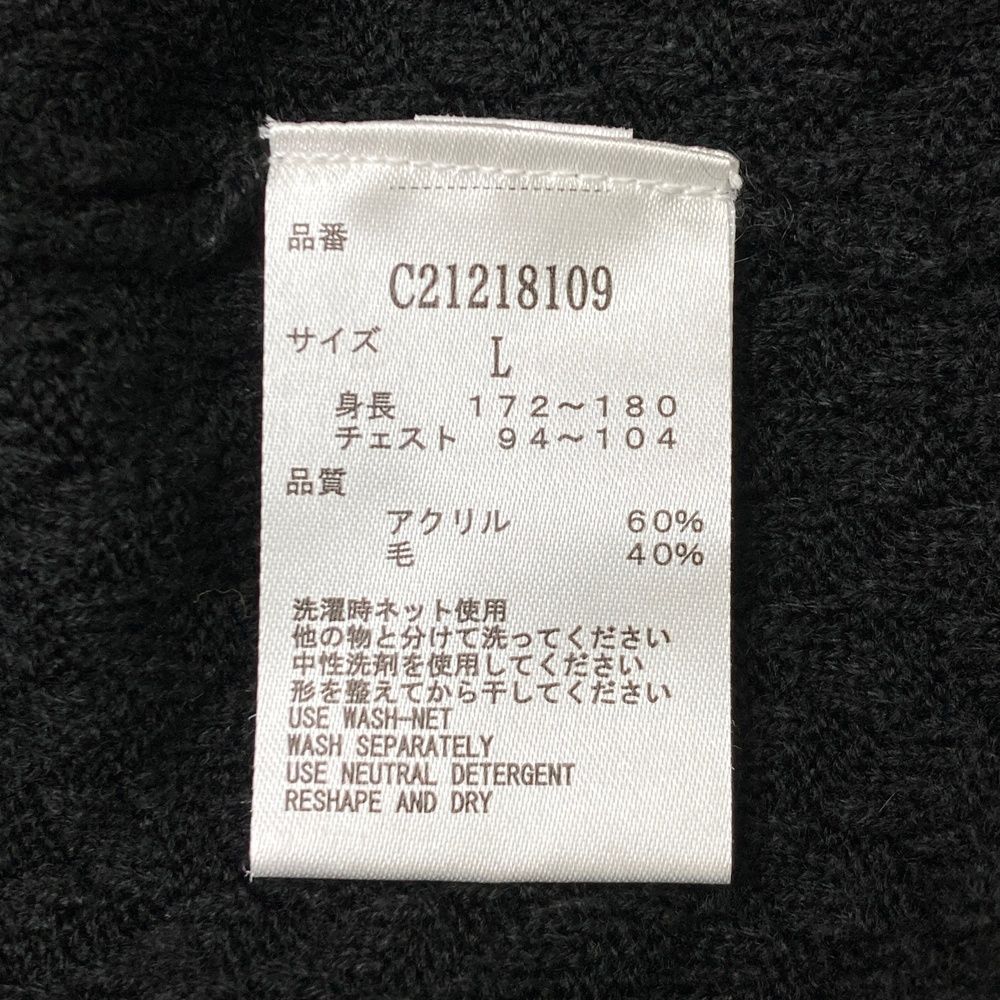 品番
C21218109
サイズ
L
身長 172～180
チェスト 94～104
品質
アクリル 60%
毛 40%
洗濯時ネット使用
他の物と分けて洗ってください
中性洗剤を使用してください
形を整えてから干してください
USE WASH-NET
WASH SEPARATELY
USE NEUTRAL DETERGENT
RESHAPE AND DRY